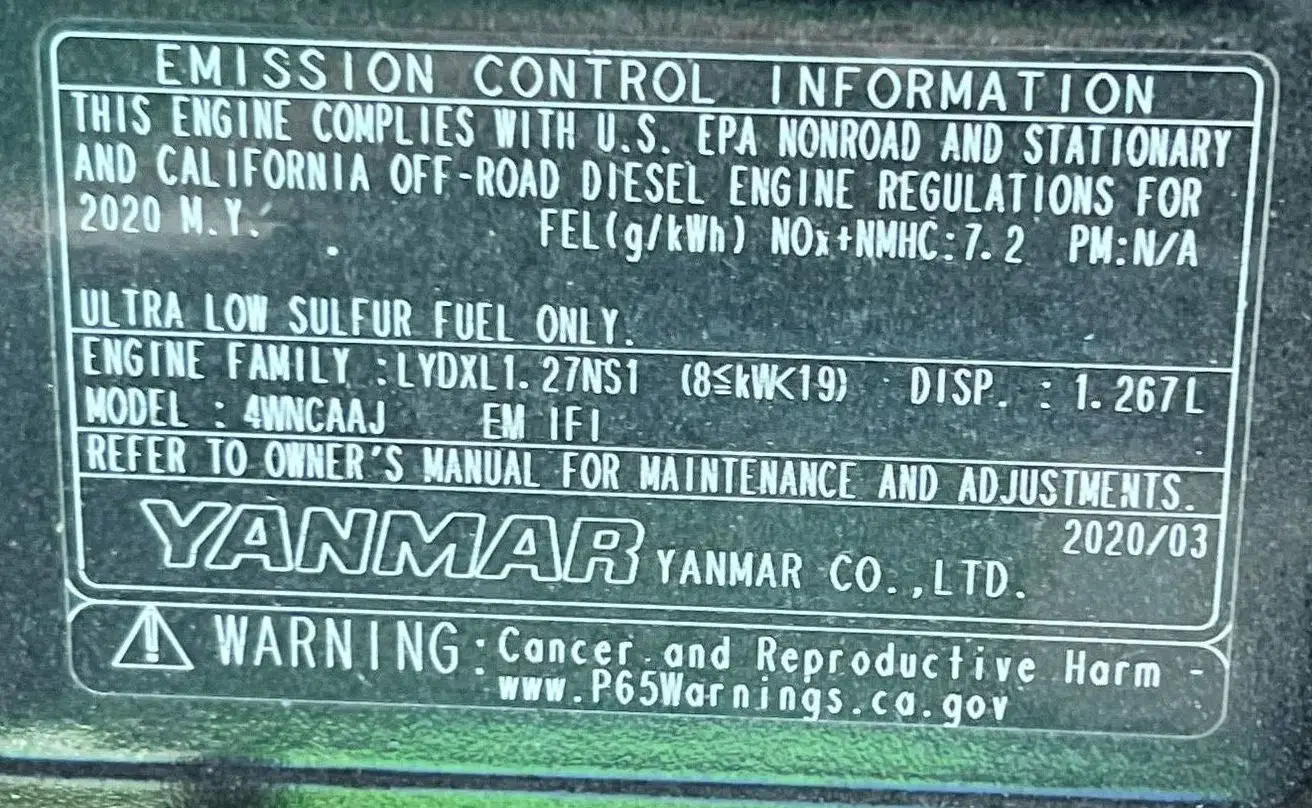 EMISSION CONTROL INFORMATION
THIS ENGINE COMPLIES WITH U.S. EPA NONROAD AND STATIONARY
AND CALIFORNIA OFF-ROAD DIESEL ENGINE REGULATIONS FOR
2020 M.Y. FEL(g/kWh) NOx+NMHC:7.2 PM:N/A
ULTRA LOW SULFUR FUEL ONLY.
ENGINE FAMILY :LYDXL1.27NS1 (8≦kW<19) DISP. : 1.267L
MODEL : 4WNCAAJ EM IFI
REFER TO OWNER'S MANUAL FOR MAINTENANCE AND ADJUSTMENTS.
2020/03
YANMAR YANMAR CO.,LTD.
WARNING:Cancer and Reproductive Harm -
www.P65Warnings.ca.gov